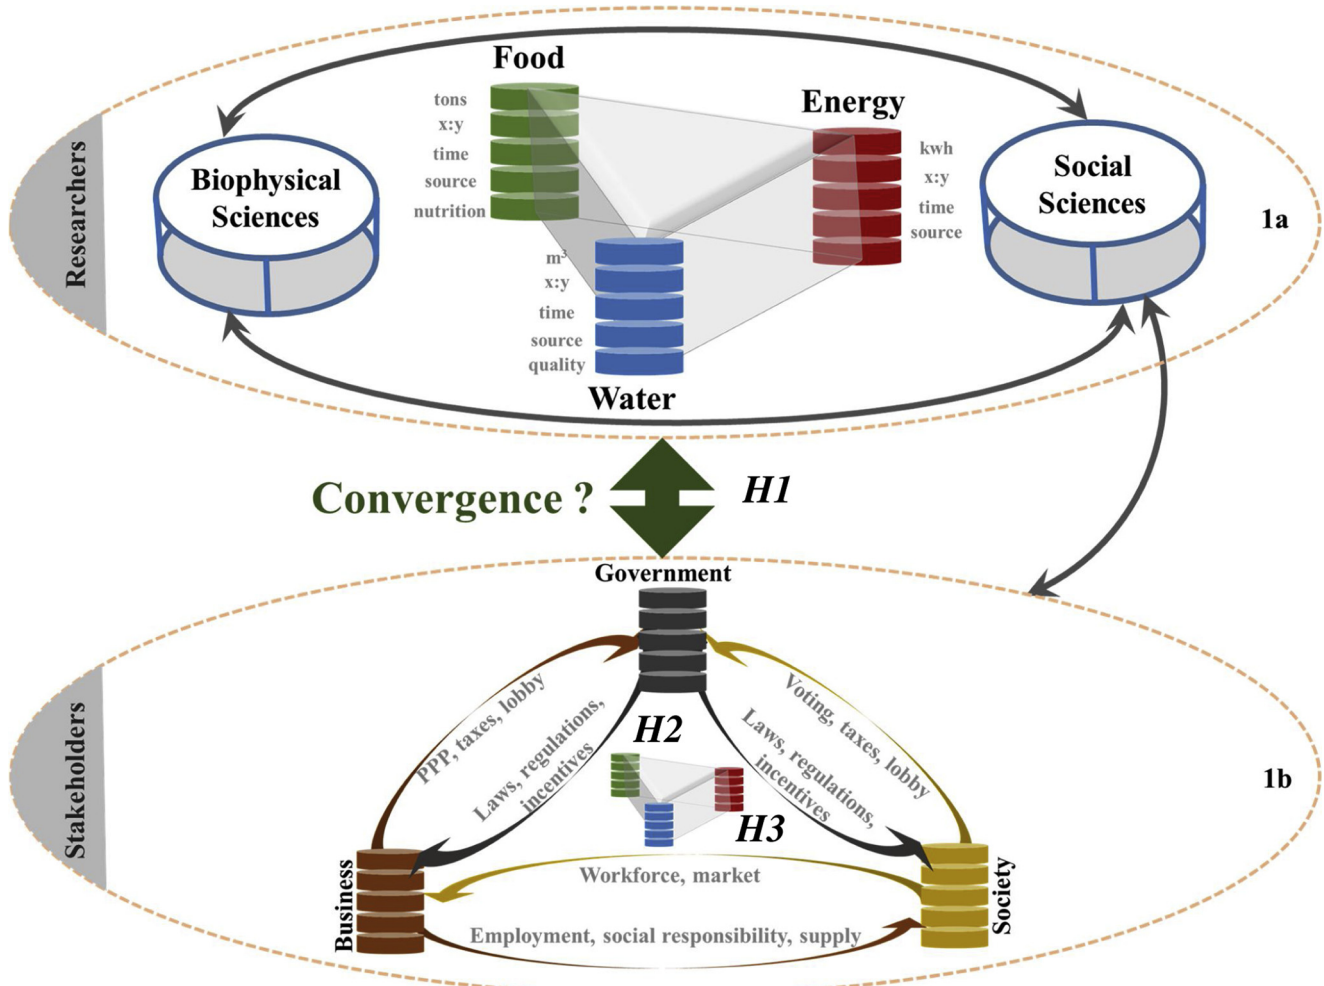 Food
Energy
tons
x:y
time
source
nutrition
kwh
x:y
time
source
Biophysical
Sciences
Social
Sciences
1a
Researchers
m³
x:y
time
source
quality
Water
Convergence ?
H1
Government
PPP, taxes, lobby
Laws, regulations,
incentives
Voting, taxes, lobby
Laws, regulations,
incentives
H2
H3
1b
Stakeholders
Business
Society
Workforce, market
Employment, social responsibility, supply